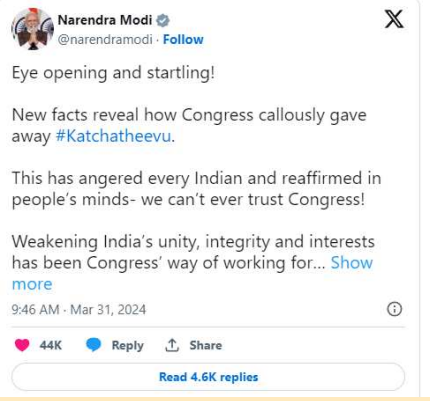 Narendra Modi
@narendramodi · Follow
Eye opening and startling!
New facts reveal how Congress callously gave
away #Katchatheevu.
This has angered every Indian and reaffirmed in
people's minds- we can't ever trust Congress!
Weakening India's unity, integrity and interests
has been Congress' way of working for... Show
more
9:46 AM · Mar 31, 2024
44K Reply Share
Read 4.6K replies